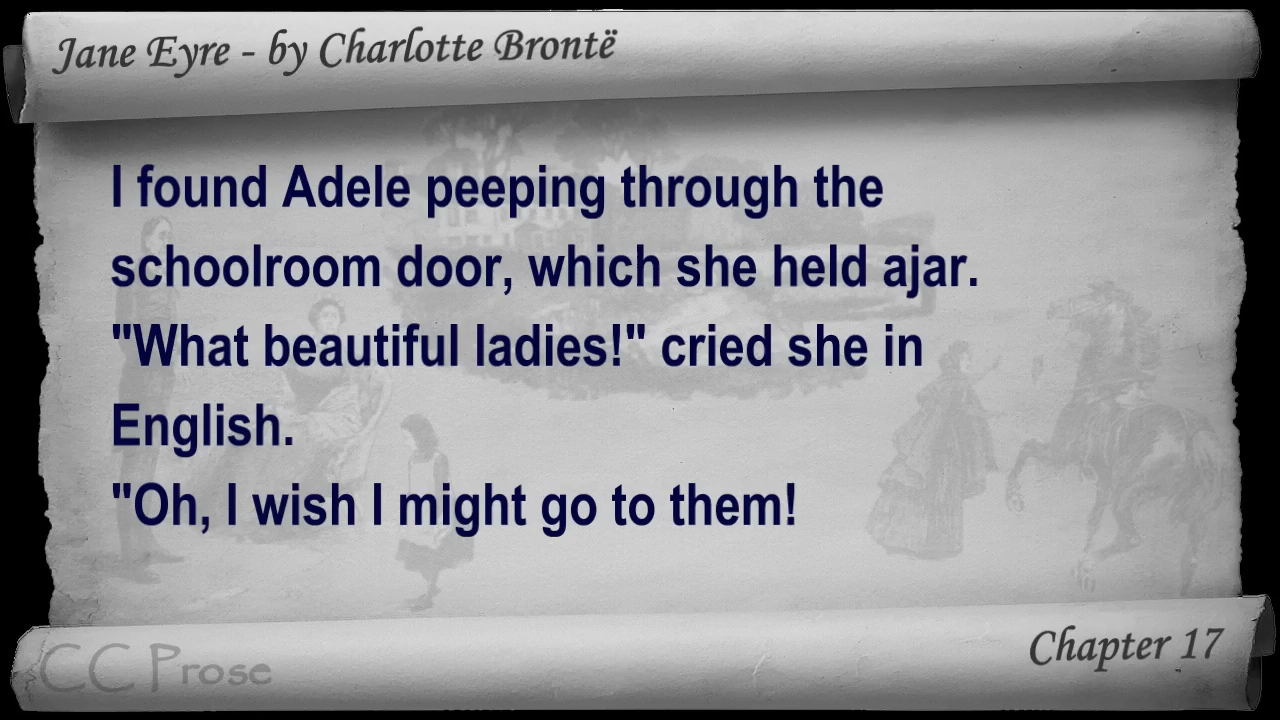 Jane Eyre - by Charlotte Brontë
I found Adele peeping through the
schoolroom door, which she held ajar.
"What beautiful ladies!" cried she in
English.
"Oh, I wish I might go to them!
Chapter 17
CC Prose